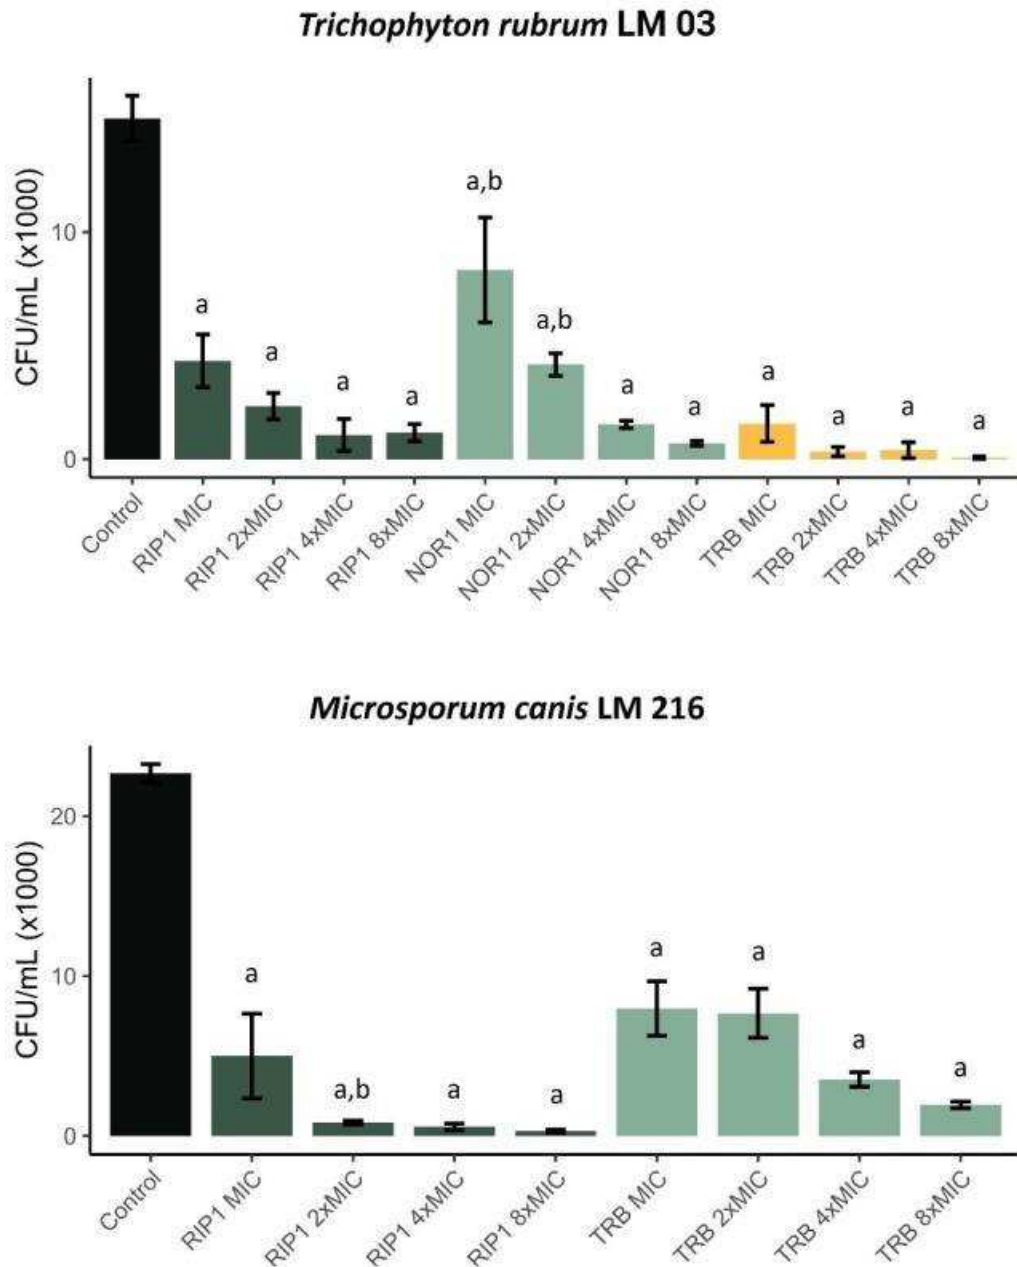 Trichophyton rubrum LM 03
CFU/mL (x1000)
10
0
a
a
a
a
a,b
a,b
a
a
a
a
a
a
Control
RIP1 MIC
RIP1 2xMIC
RIP1 4xMIC
RIP1 8xMIC
NOR1 MIC
NOR1 2xMIC
NOR1 4xMIC
NOR1 8xMIC
TRB MIC
TRB 2xMIC
TRB 4xMIC
TRB 8xMIC
Microsporum canis LM 216
CFU/mL (x1000)
20
10
0
a
a,b
a
a
a
a
a
a
Control
RIP1 MIC
RIP1 2xMIC
RIP1 4xMIC
RIP1 8xMIC
TRB MIC
TRB 2xMIC
TRB 4xMIC
TRB 8xMIC